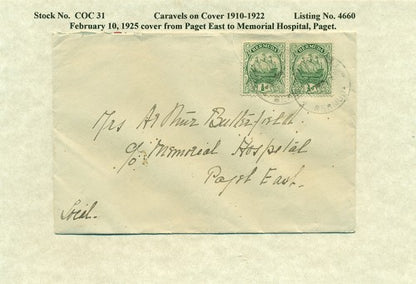 Stock No.  COC 31 Caravels on Cover 1910-1922 Listing No. 4660
February 10, 1925 cover from Paget East to Memorial Hospital, Paget.
BERMUDA BERMUDA
Mrs Arthur Butterfield.
c/o Memorial Hospital
Paget East.